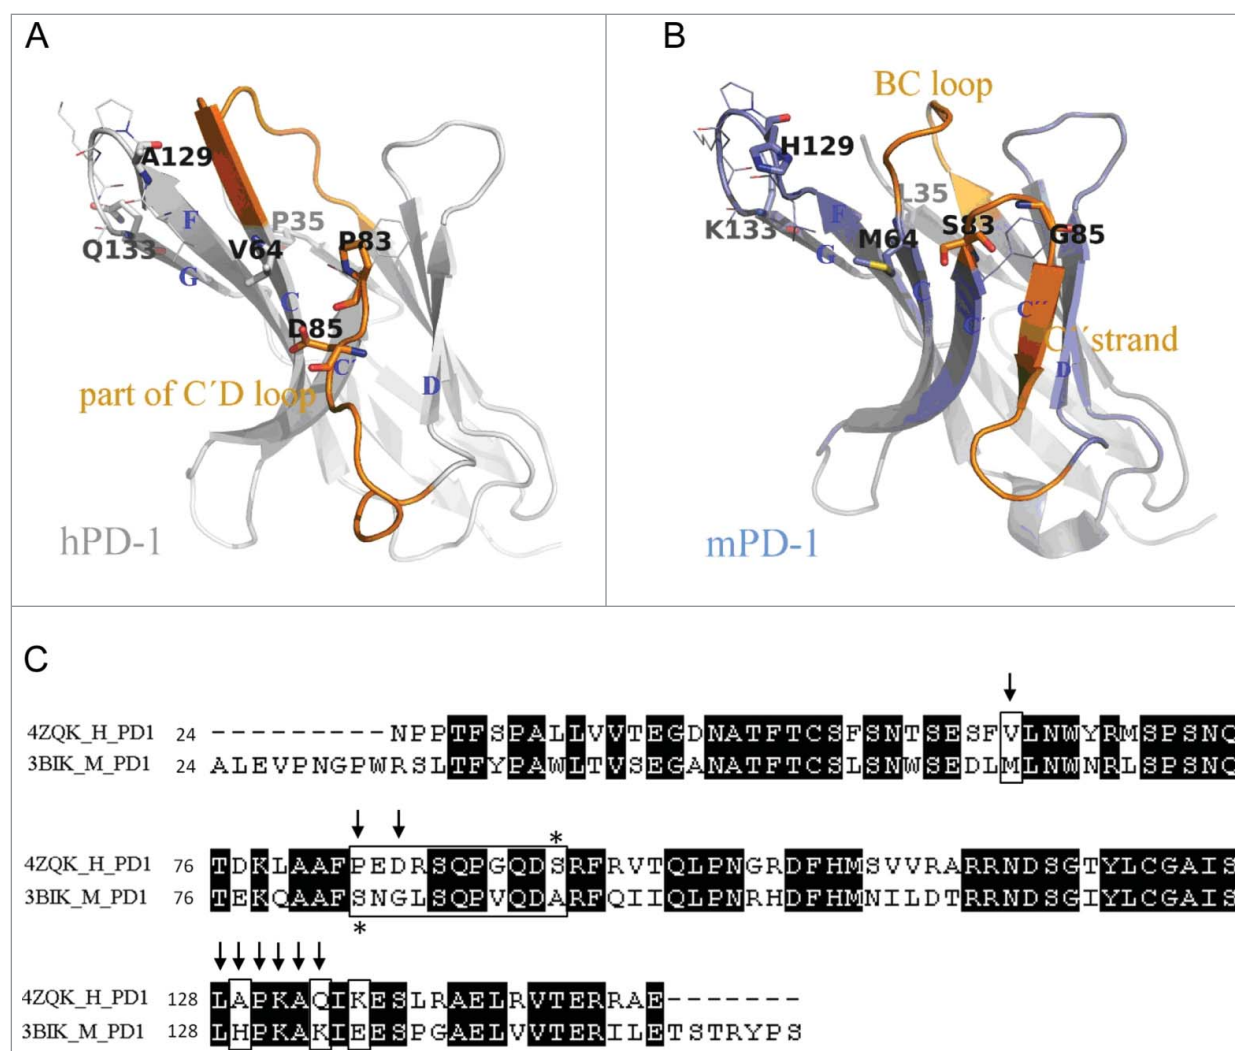 A
A129
P35
F
P83
Q133
V64
G
C
D85
C´
part of C´D loop
D
hPD-1
B
BC loop
H129
L35
S83
K133
F
M64
G85
G
C
C´
C´´
C´´strand
D
mPD-1
C
4ZQK_H_PD1 24 - - - - - - - - - NPPTFSPALLVVTEGDNATFTCSFSNTSESFVLNWYRMSPSNQ
3BIK_M_PD1 24 ALEVPNGPWRSLTFYPAWLTVSEGANATFTCSLSNWSEDLMLNWNRLSPSNQ
*
4ZQK_H_PD1 76 TDKLAAFPEDRSQPGQDSRFRVTQLPNGRDFHMSVVRARRNDSGTYLCGAIS
3BIK_M_PD1 76 TEKQAAFSNGLSQPVQDARFQIIQLPNRHDFHMNILDTRRNDSGIYLCGAIS
*
4ZQK_H_PD1 128 LAPKAQIKESLRAELRVTERRAE- - - - - - -
3BIK_M_PD1 128 LHPKAKIEESPGAELVVTERILETSTRYPS